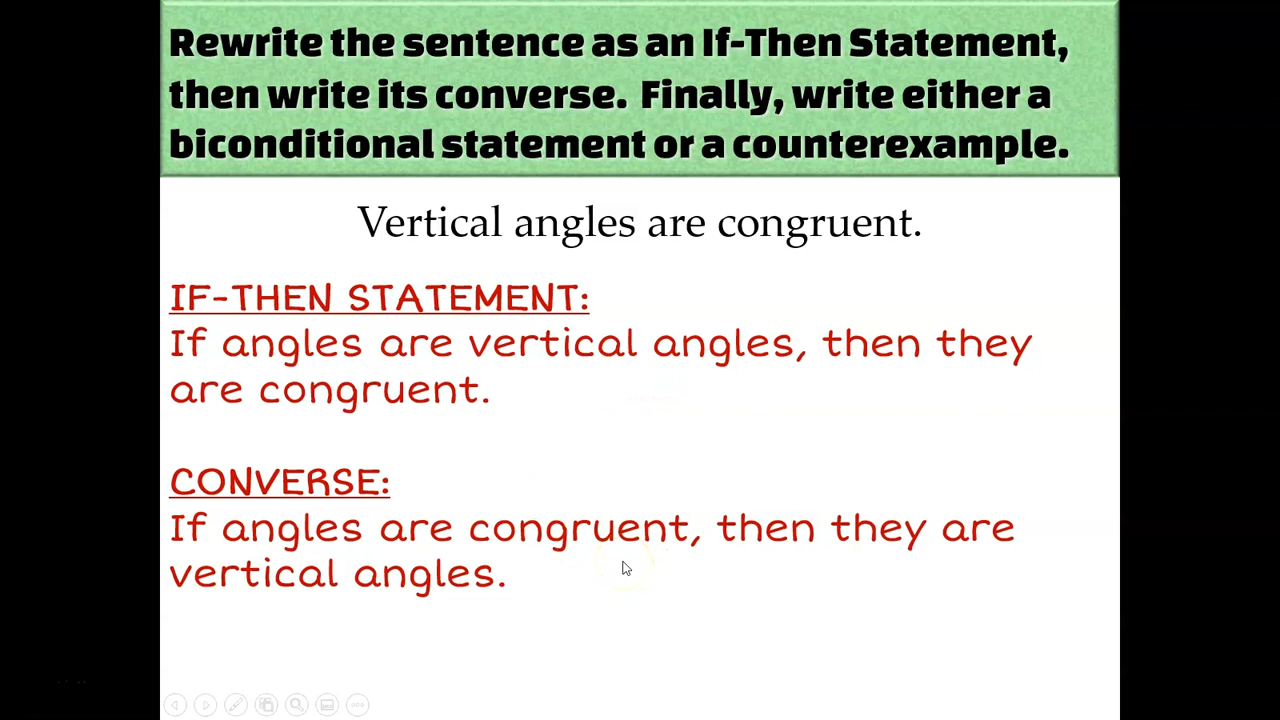 Rewrite the sentence as an If-Then Statement,
then write its converse. Finally, write either a
biconditional statement or a counterexample.
Vertical angles are congruent.
IF-THEN STATEMENT:
If angles are vertical angles, then they
are congruent.
CONVERSE:
If angles are congruent, then they are
vertical angles.